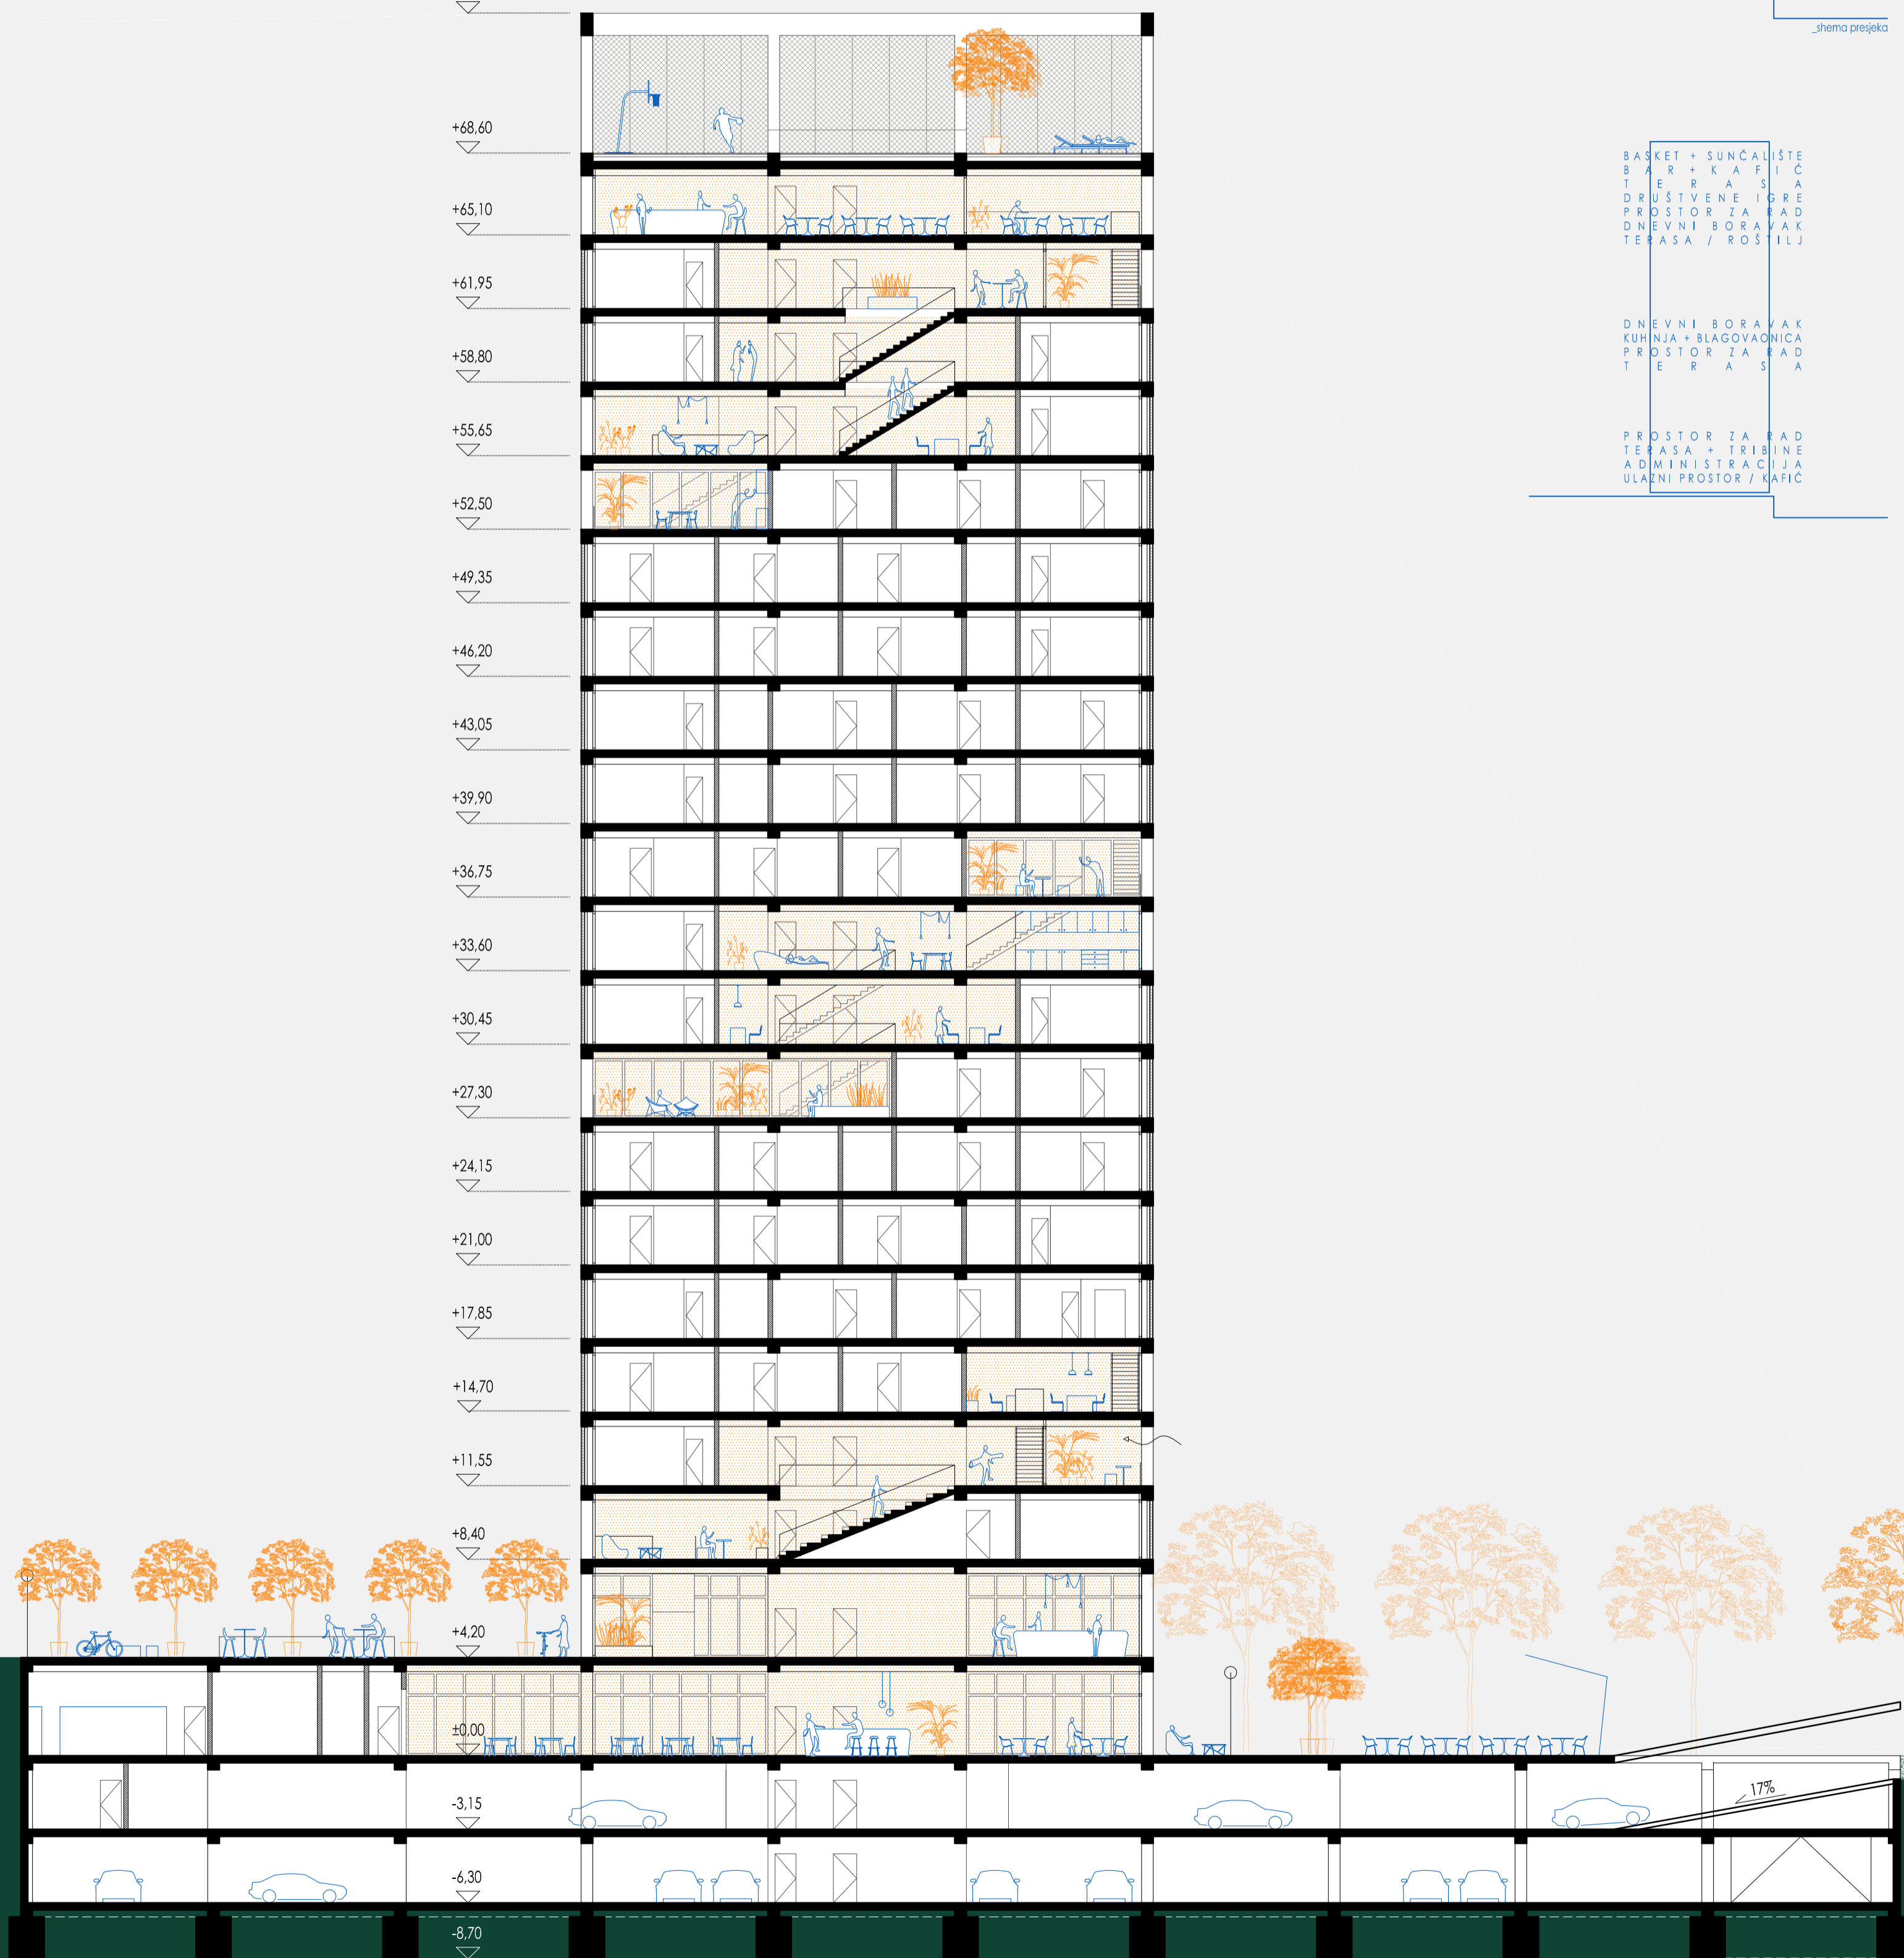 _shema presjeka
+68,60
BASKET + SUNČALIŠTE
BAR + KAFIĆ
TERASA
DRUŠTVENE IGRE
PROSTOR ZA RAD
DNEVNI BORAVAK
TERASA / ROŠTILJ
+65,10
+61,95
DNEVNI BORAVAK
KUHINJA + BLAGOVAONICA
PROSTOR ZA RAD
TERASA
+58,80
+55,65
PROSTOR ZA RAD
TERASA + TRIBINE
ADMINISTRACIJA
ULAZNI PROSTOR / KAFIĆ
+52,50
+49,35
+46,20
+43,05
+39,90
+36,75
+33,60
+30,45
+27,30
+24,15
+21,00
+17,85
+14,70
+11,55
+8,40
+4,20
±0,00
17%
-3,15
-6,30
-8,70